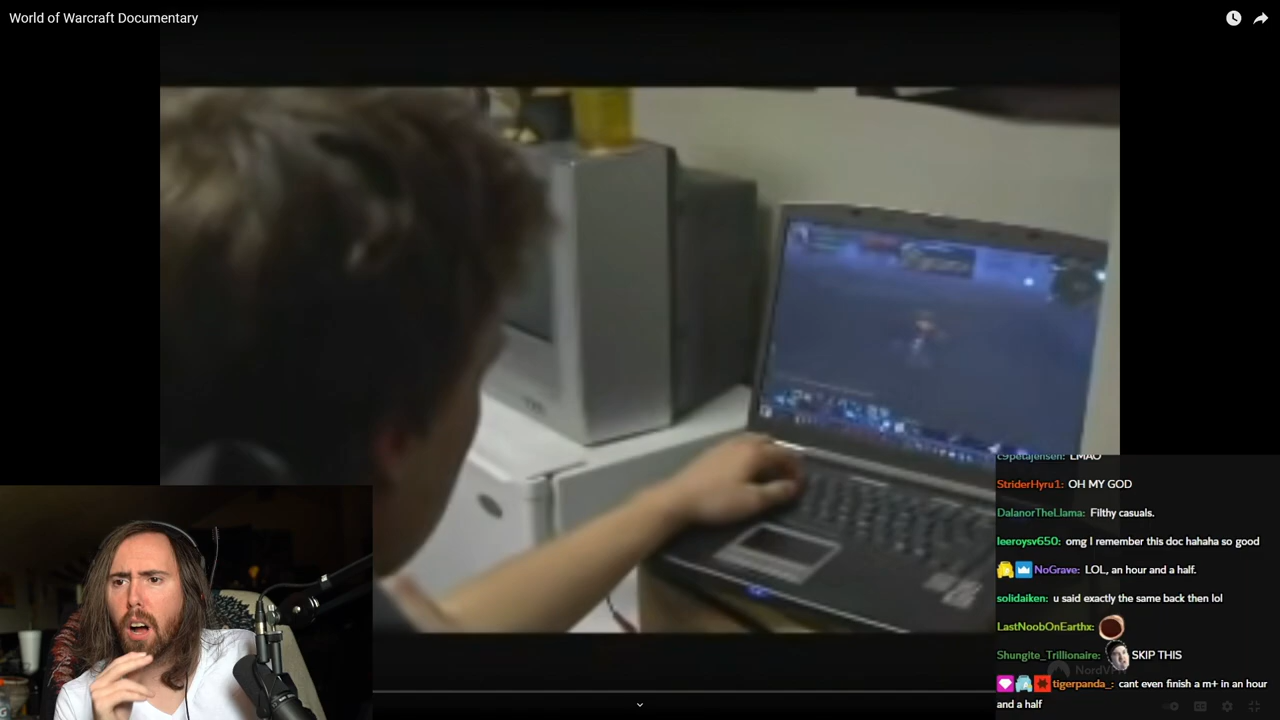 World of Warcraft Documentary
c9petajensen: LMAO
StriderHyru1: OH MY GOD
DalanorTheLlama: Filthy casuals.
leeroysv650: omg I remember this doc hahaha so good
NoGrave: LOL, an hour and a half.
solidaiken: u said exactly the same back then lol
LastNoobOnEarthx:
Shungite_Trillionaire: SKIP THIS
NordVPN
tigerpanda_: cant even finish a m+ in an hour
and a half